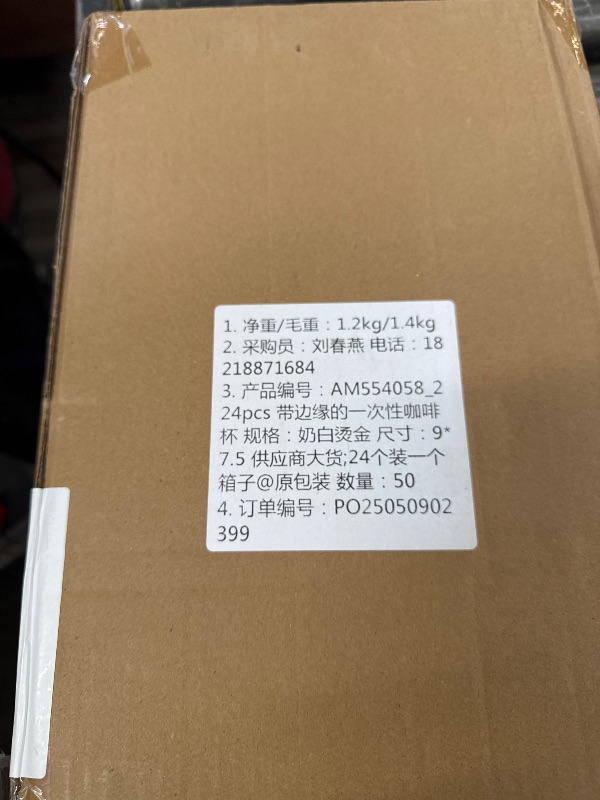 1. 净重/毛重：1.2kg/1.4kg
2. 采购员：刘春燕 电话：18
218871684
3. 产品编号：AM554058_2
24pcs 带边缘的一次性咖啡
杯 规格：奶白烫金 尺寸：9*
7.5 供应商大货;24个装一个
箱子@原包装 数量：50
4. 订单编号：PO25050902
399